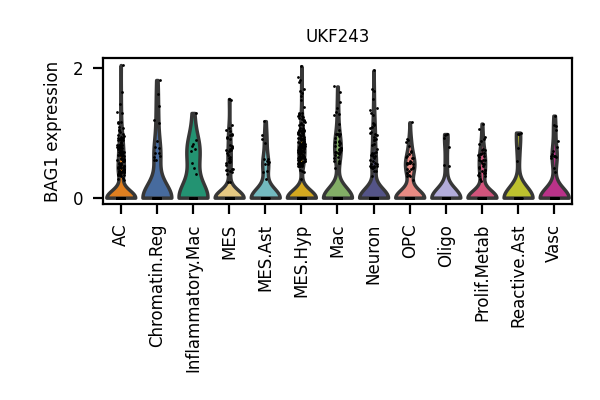 UKF243
BAG1 expression
2
0
AC
Chromatin.Reg
Inflammatory.Mac
MES
MES.Ast
MES.Hyp
Mac
Neuron
OPC
Oligo
Prolif.Metab
Reactive.Ast
Vasc